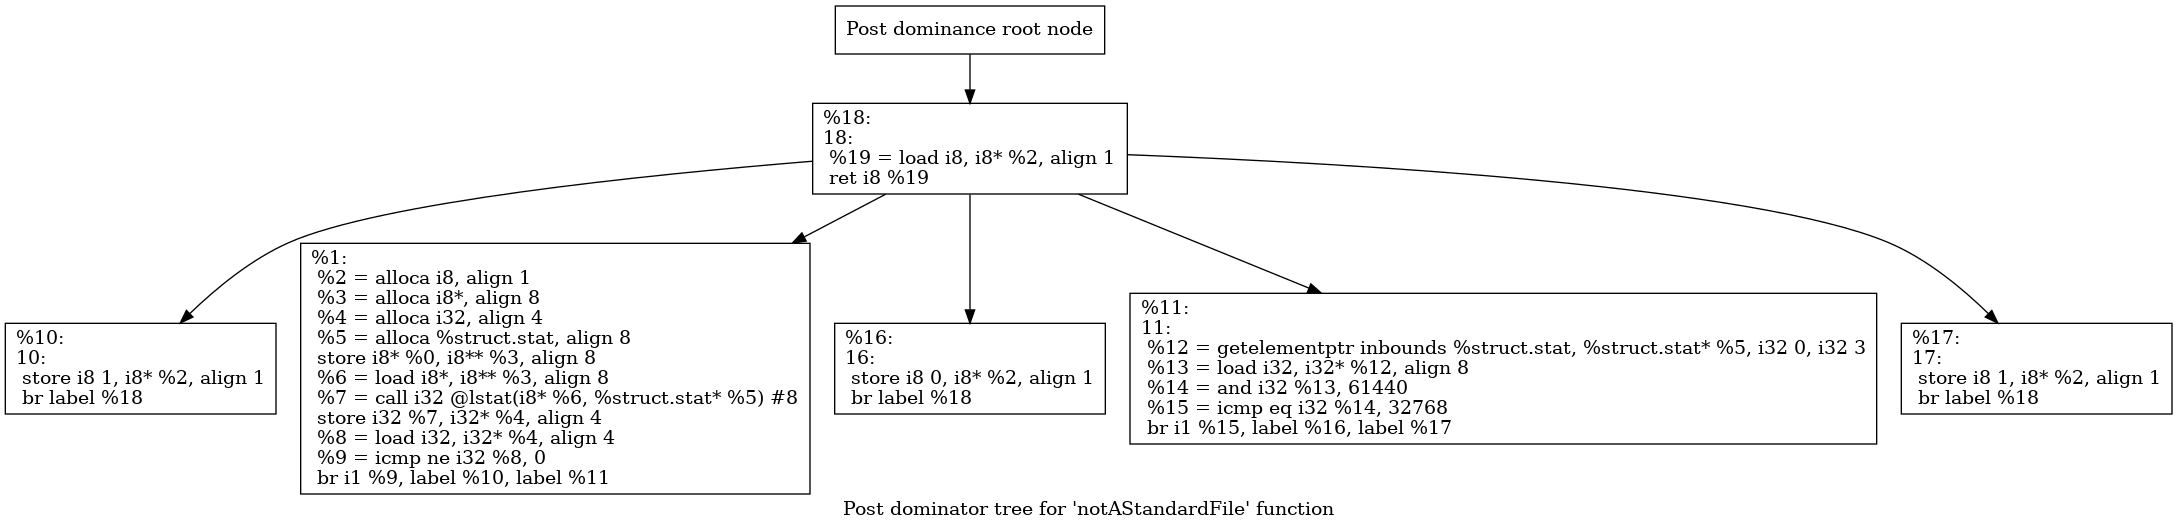 Post dominance root node
%18:
18:
%19 = load i8, i8* %2, align 1
ret i8 %19
%10:
10:
store i8 1, i8* %2, align 1
br label %18
%1:
%2 = alloca i8, align 1
%3 = alloca i8*, align 8
%4 = alloca i32, align 4
%5 = alloca %struct.stat, align 8
store i8* %0, i8** %3, align 8
%6 = load i8*, i8** %3, align 8
%7 = call i32 @lstat(i8* %6, %struct.stat* %5) #8
store i32 %7, i32* %4, align 4
%8 = load i32, i32* %4, align 4
%9 = icmp ne i32 %8, 0
br i1 %9, label %10, label %11
%16:
16:
store i8 0, i8* %2, align 1
br label %18
%11:
11:
%12 = getelementptr inbounds %struct.stat, %struct.stat* %5, i32 0, i32 3
%13 = load i32, i32* %12, align 8
%14 = and i32 %13, 61440
%15 = icmp eq i32 %14, 32768
br i1 %15, label %16, label %17
%17:
17:
store i8 1, i8* %2, align 1
br label %18
Post dominator tree for 'notAStandardFile' function